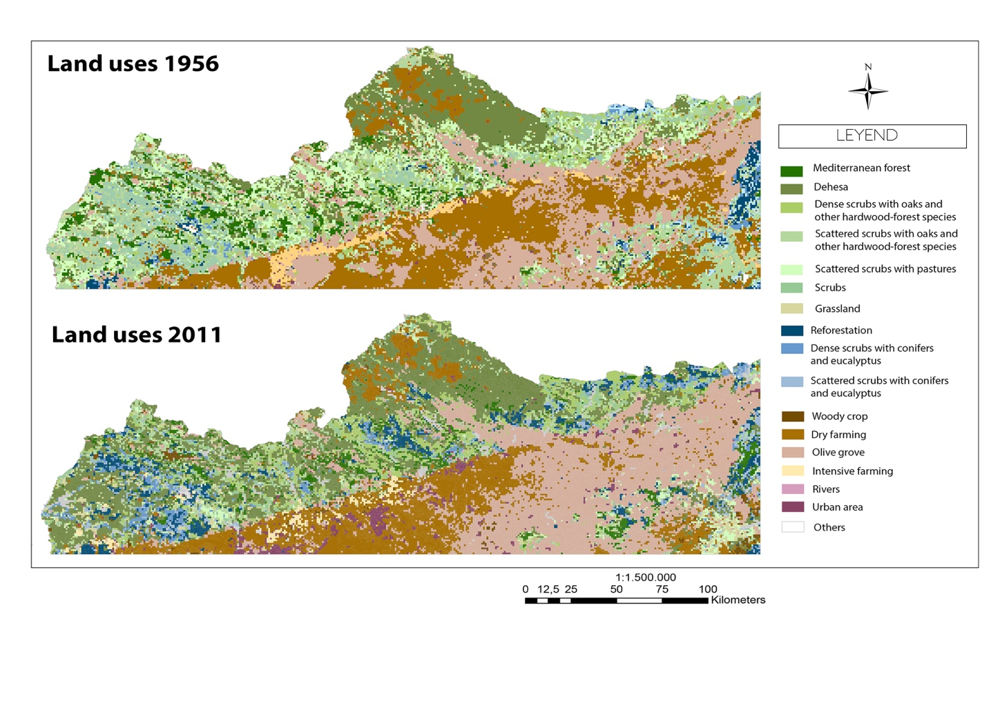 Land uses 1956
N
LEYEND
Mediterranean forest
Dehesa
Dense scrubs with oaks and
other hardwood-forest species
Scattered scrubs with oaks and
other hardwood-forest species
Scattered scrubs with pastures
Scrubs
Grassland
Land uses 2011
Reforestation
Dense scrubs with conifers
and eucalyptus
Scattered scrubs with conifers
and eucalyptus
Woody crop
Dry farming
Olive grove
Intensive farming
Rivers
Urban area
Others
1:1.500.000
0 12,5 25 50 75 100
Kilometers